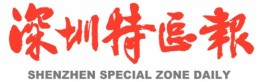 深圳特區報
SHENZHEN SPECIAL ZONE DAILY